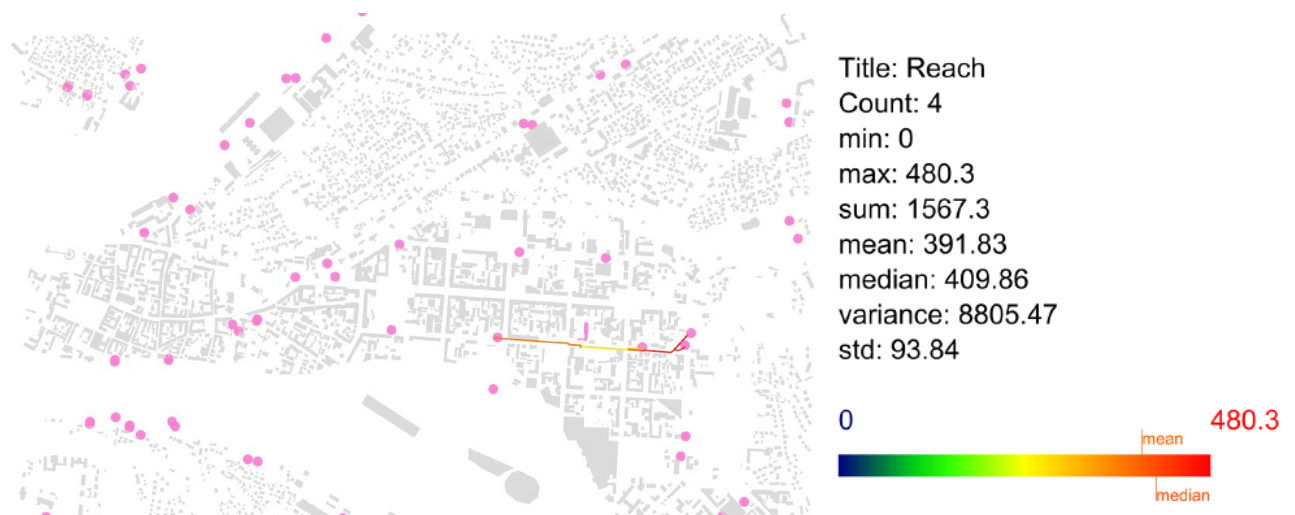 Title: Reach
Count: 4
min: 0
max: 480.3
sum: 1567.3
mean: 391.83
median: 409.86
variance: 8805.47
std: 93.84
0 480.3
mean
median